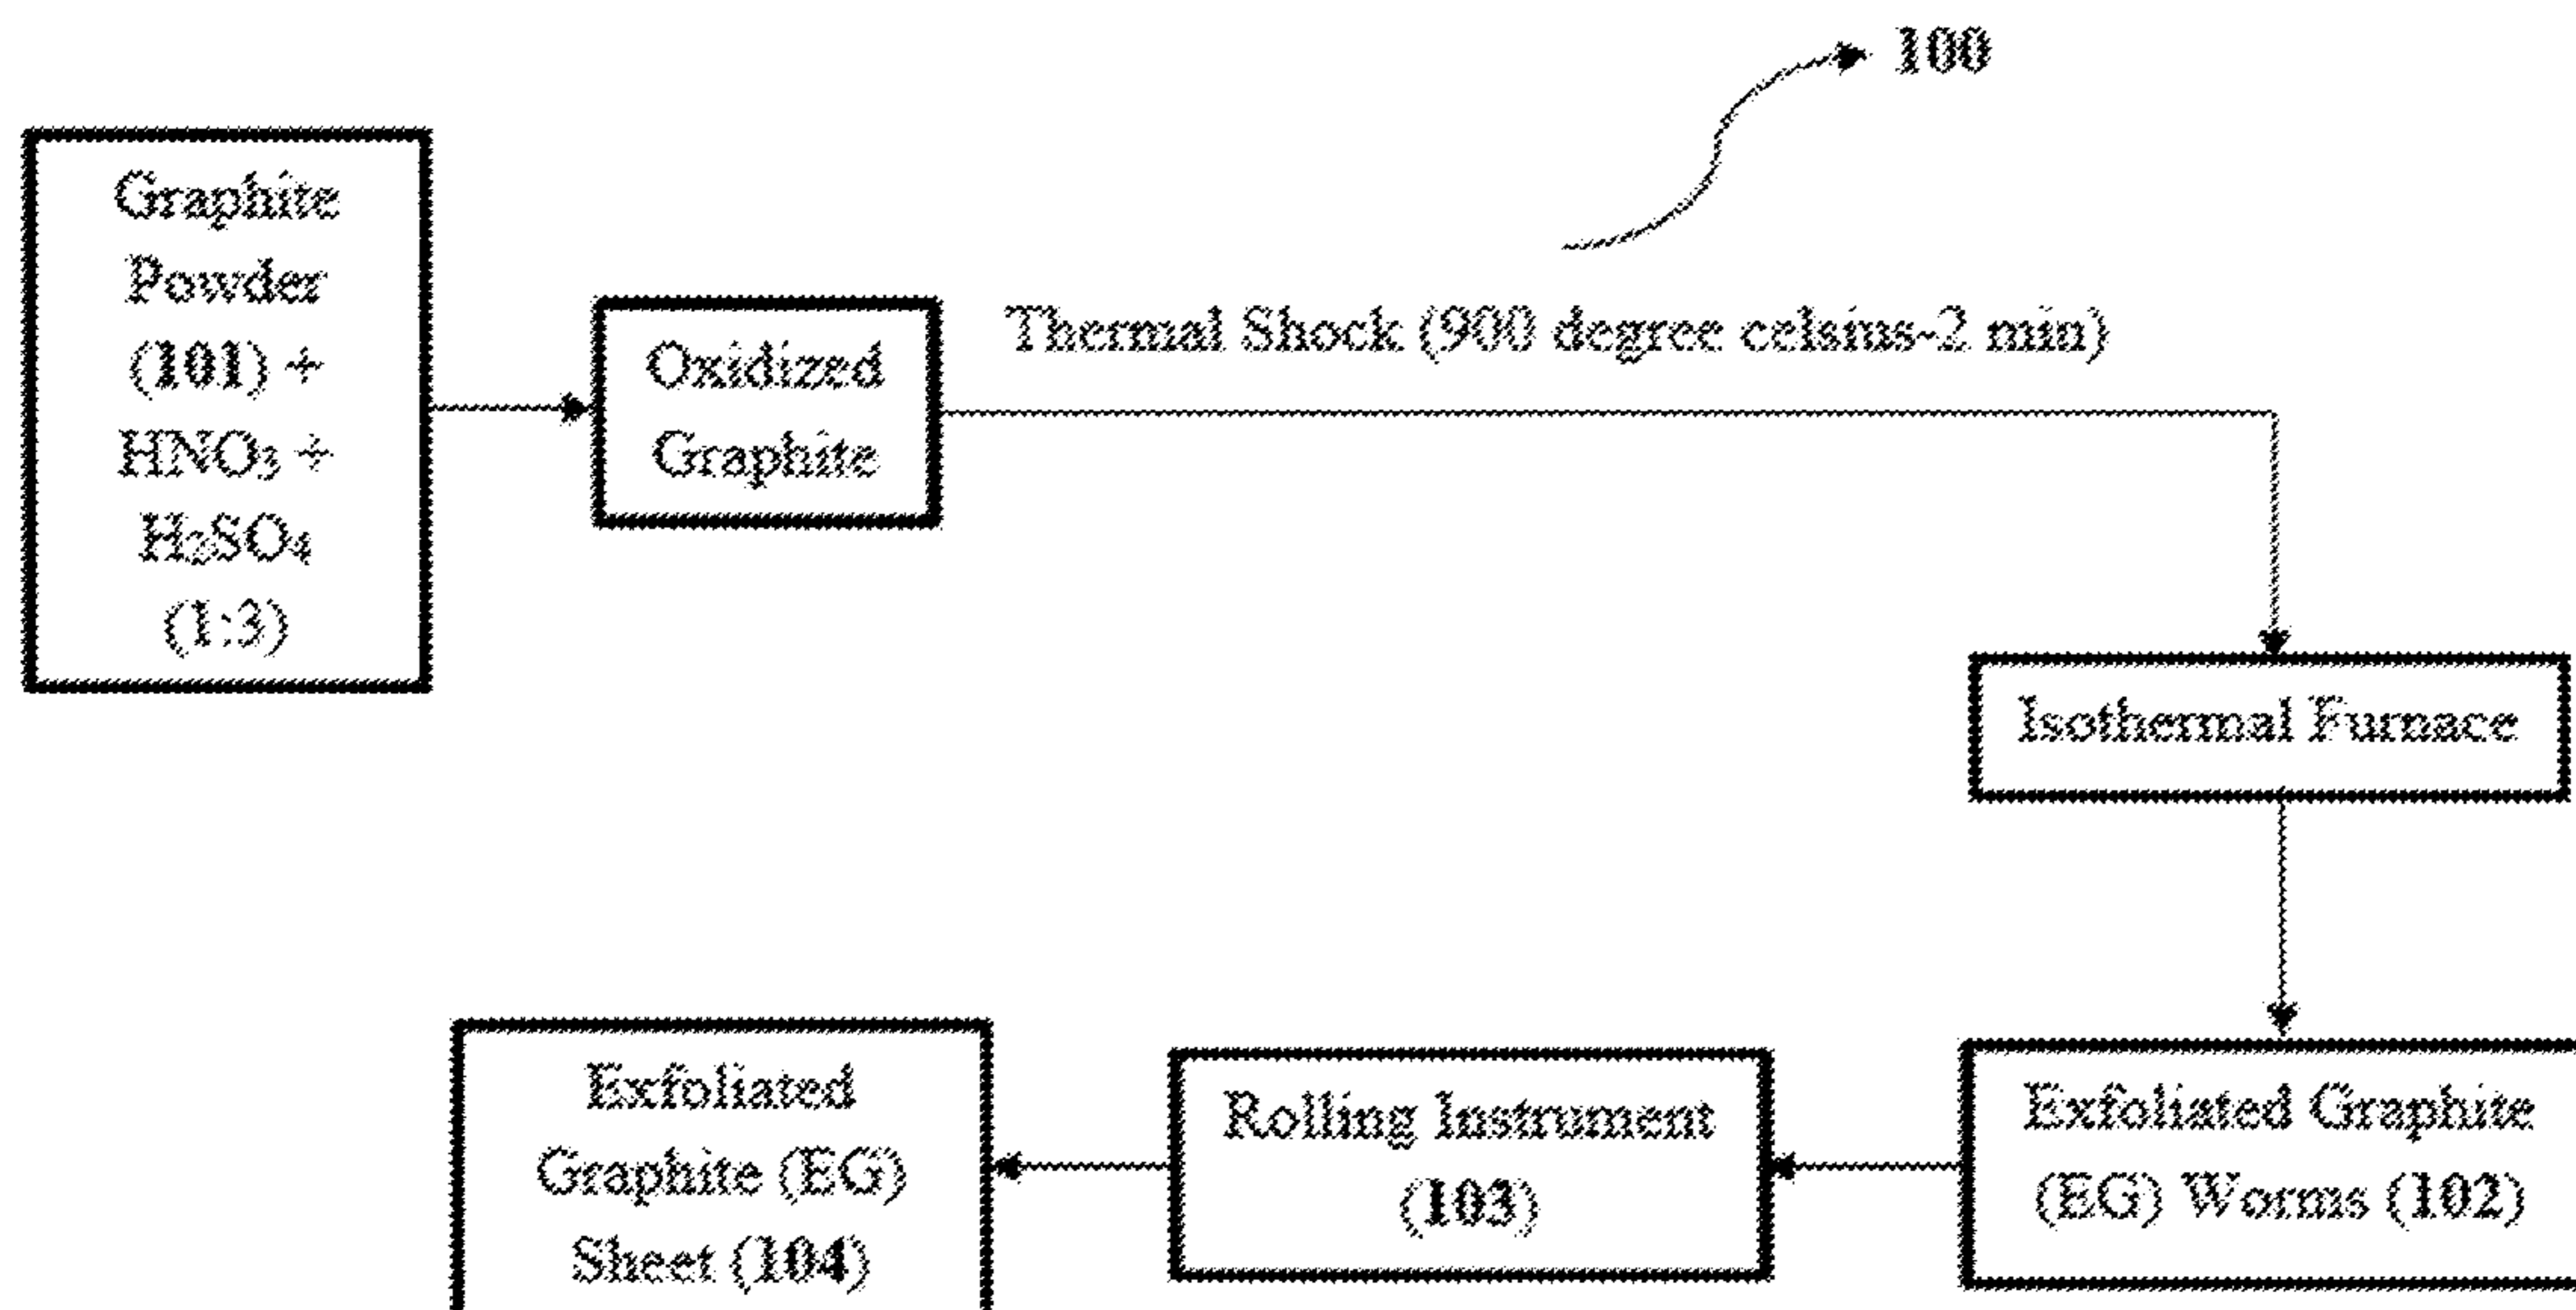 100
Graphite
Powder
(101) +
HNO₃ +
H₂SO₄
(1:3)
Oxidized
Graphite
Thermal Shock (900 degree celsius-2 min)
Isothermal Furnace
Exfoliated Graphite
(EG) Worms (102)
Rolling Instrument
(103)
Exfoliated
Graphite (EG)
Sheet (104)